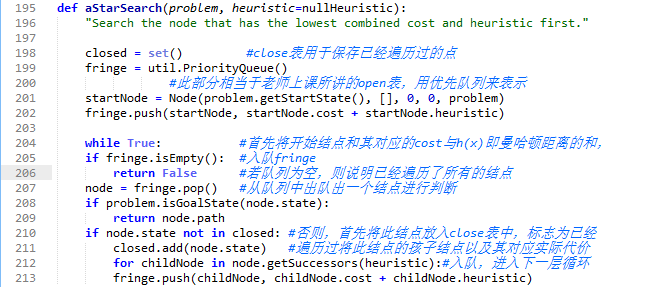 195 def aStarSearch(problem, heuristic=nullHeuristic):
196     "Search the node that has the lowest combined cost and heuristic first."
197
198     closed = set()          #close表用于保存已经遍历过的点
199     fringe = util.PriorityQueue()
200                 #此部分相当于老师上课所讲的open表，用优先队列来表示
201     startNode = Node(problem.getStartState(), [], 0, 0, problem)
202     fringe.push(startNode, startNode.cost + startNode.heuristic)
203
204     while True:             #首先将开始结点和其对应的cost与h(x)即曼哈顿距离的和,
205     if fringe.isEmpty():  #入队fringe
206         return False      #若队列为空，则说明已经遍历了所有的结点
207     node = fringe.pop()   #从队列中出队出一个结点进行判断
208     if problem.isGoalState(node.state):
209         return node.path
210     if node.state not in closed: #否则，首先将此结点放入close表中，标志为已经
211         closed.add(node.state)   #遍历过将此结点的孩子结点以及其对应实际代价
212         for childNode in node.getSuccessors(heuristic):#入队，进入下一层循环
213         fringe.push(childNode, childNode.cost + childNode.heuristic)